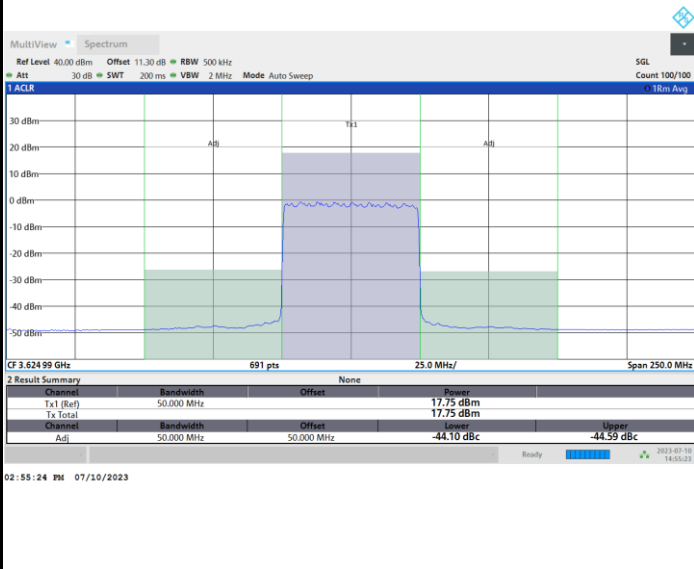 MultiView Spectrum
Ref Level 40.00 dBm Offset 11.30 dB RBW 500 kHz SGL
Att 30 dB SWT 200 ms VBW 2 MHz Mode Auto Sweep Count 100/100
1 ACLR 1Rm Avg
30 dBm
Tx1
20 dBm
Adj Adj
10 dBm
0 dBm
-10 dBm
-20 dBm
-30 dBm
-40 dBm
-50 dBm
CF 3.624 99 GHz 691 pts 25.0 MHz/ Span 250.0 MHz
2 Result Summary None
Channel Bandwidth Offset Power
Tx1 (Ref) 50.000 MHz 17.75 dBm
Tx Total 17.75 dBm
Channel Bandwidth Offset Lower Upper
Adj 50.000 MHz 50.000 MHz -44.10 dBc -44.59 dBc
Ready 2023-07-10
14:55:23
02:55:24 PM 07/10/2023